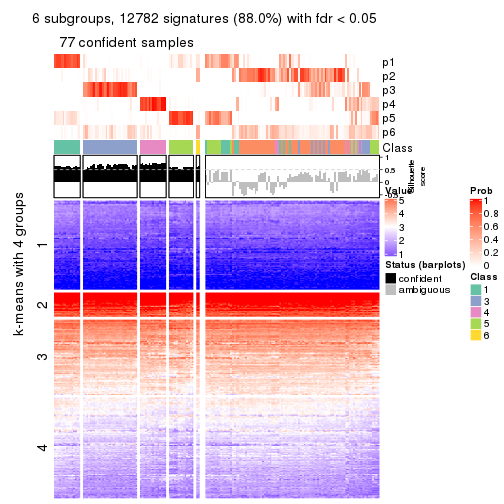 6 subgroups, 12782 signatures (88.0%) with fdr < 0.05
77 confident samples
p1
p2
p3
p4
p5
p6
Class
1
0.5
0
Silhouette
score
k-means with 4 groups
1
2
3
4
Value
5
4
3
2
1
Status (barplots)
confident
ambiguous
Prob
1
0.8
0.6
0.4
0.2
0
Class
1
3
4
5
6